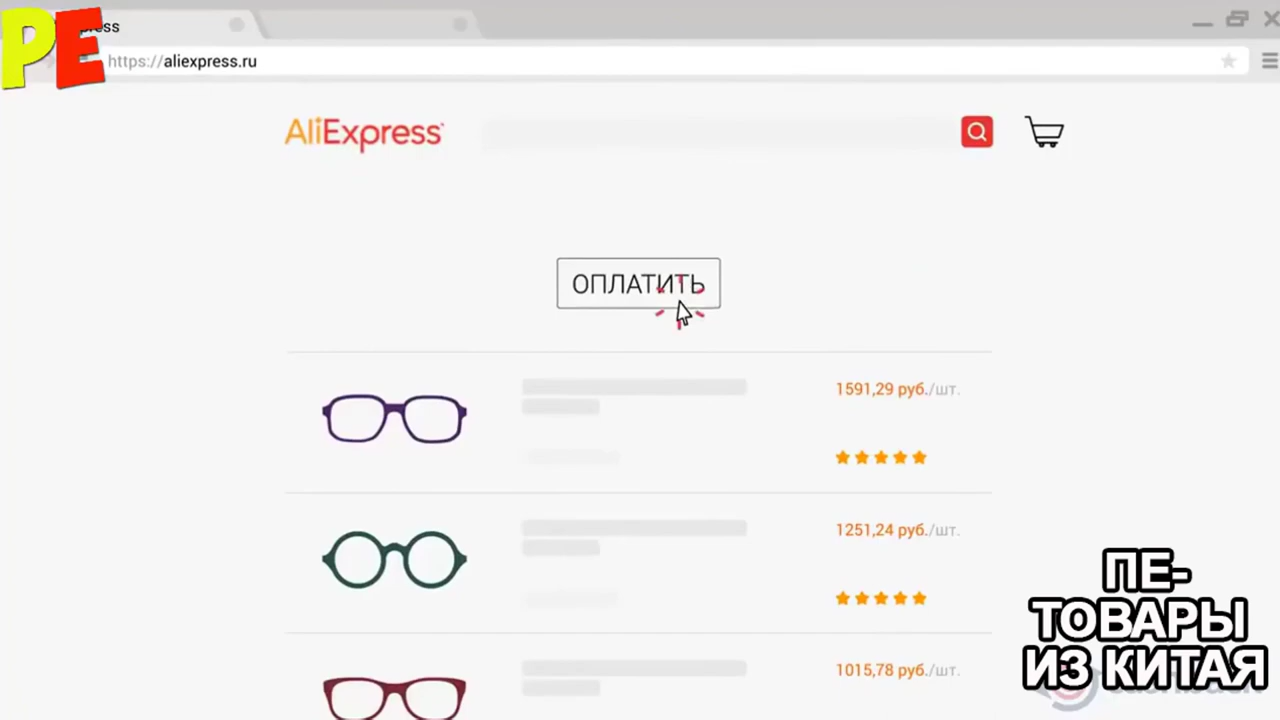 PE
press
https://aliexpress.ru
AliExpress
ОПЛАТИТЬ
1591,29 руб./шт.
1251,24 руб./шт.
1015,78 руб./шт.
ПЕ-
ТОВАРЫ
ИЗ КИТАЯ